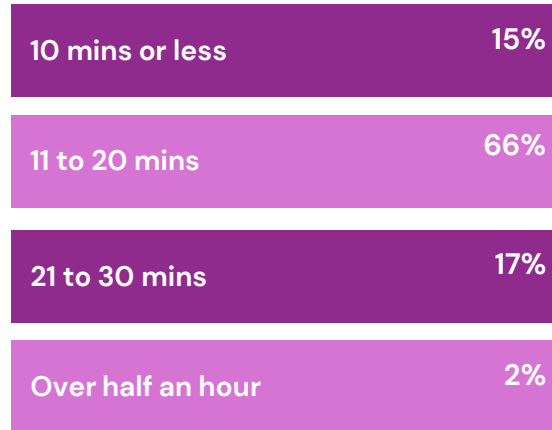 10 mins or less 15%
11 to 20 mins 66%
21 to 30 mins 17%
Over half an hour 2%